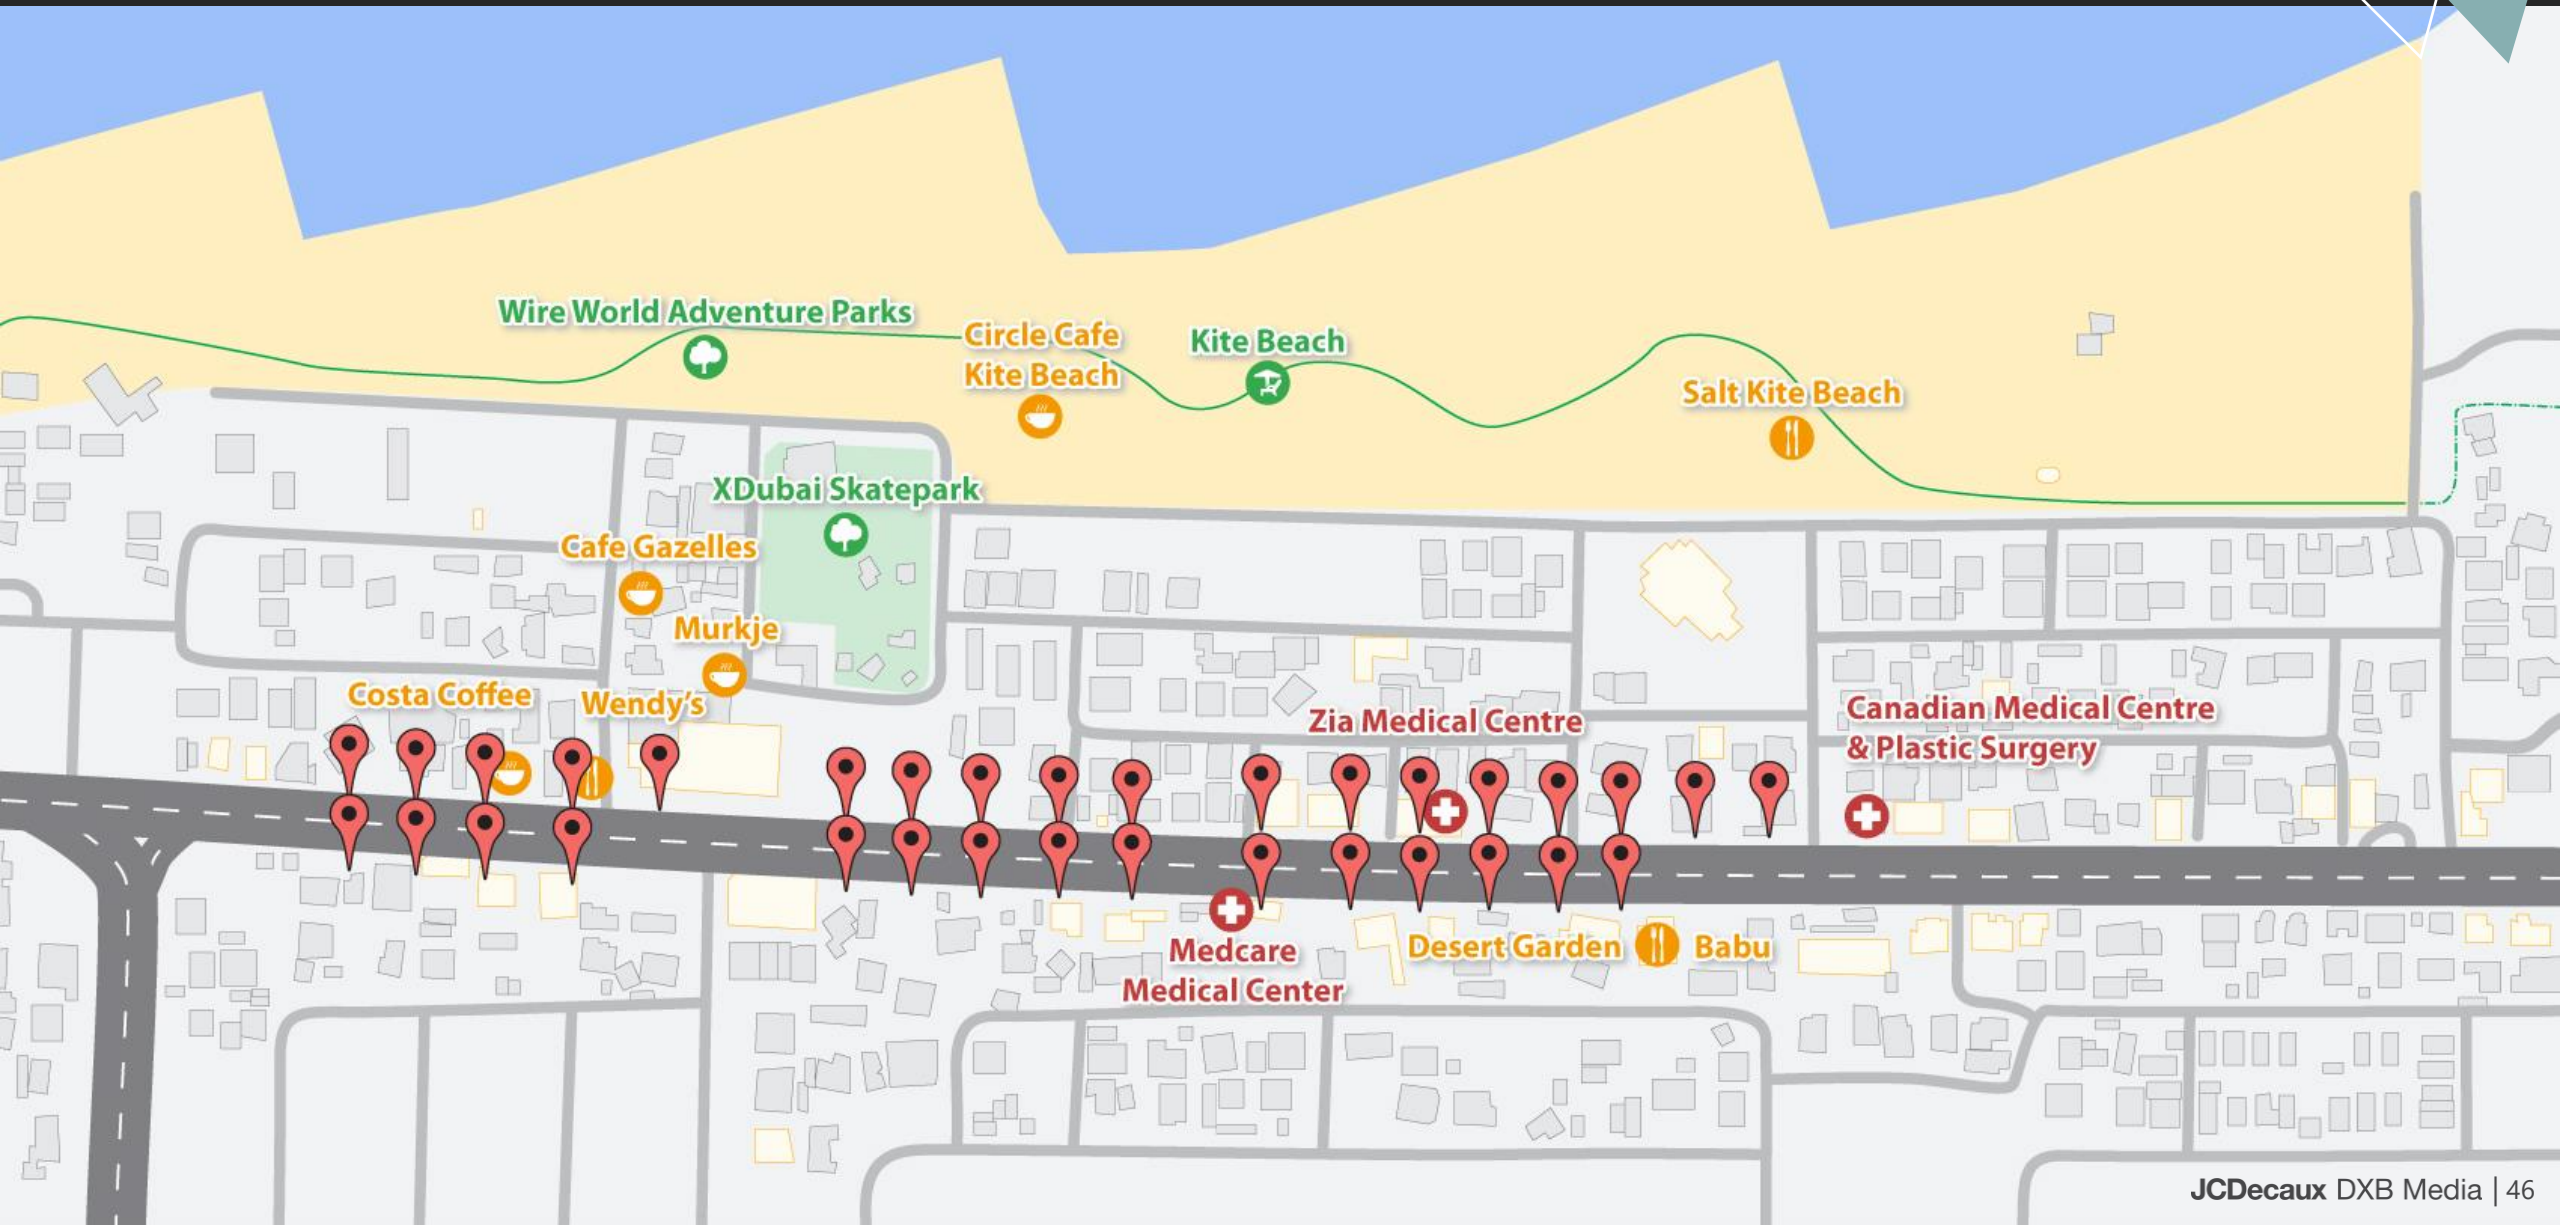 Wire World Adventure Parks
Circle Cafe
Kite Beach
Kite Beach
Salt Kite Beach
XDubai Skatepark
Cafe Gazelles
Murkje
Costa Coffee
Wendy's
Zia Medical Centre
Canadian Medical Centre
& Plastic Surgery
Medcare
Medical Center
Desert Garden
Babu
JCDecaux DXB Media | 46